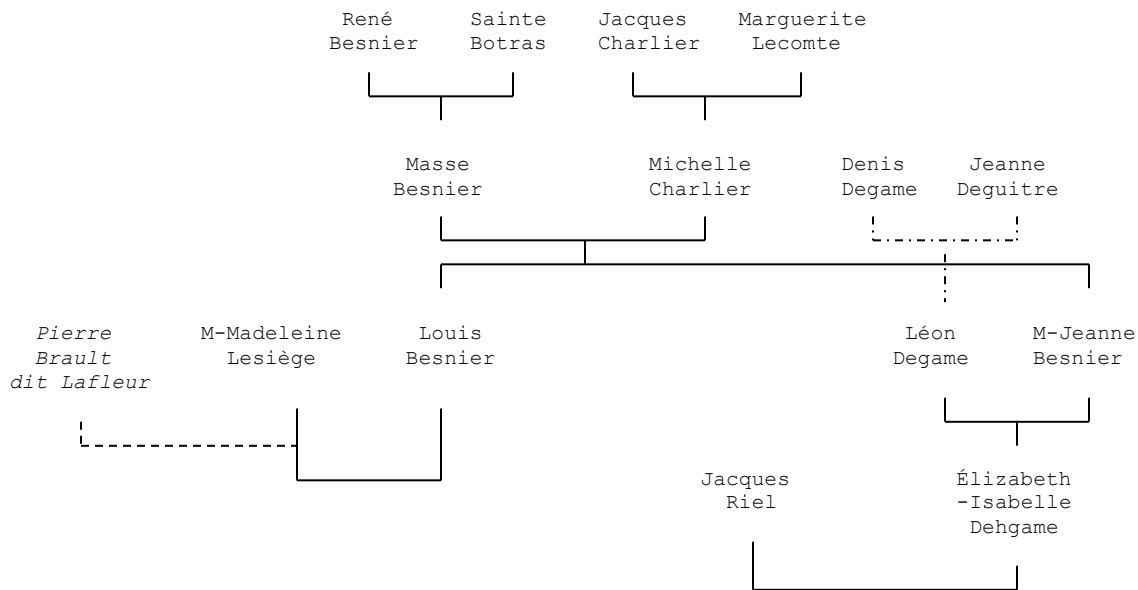 René
Besnier
Sainte
Botras
Jacques
Charlier
Marguerite
Lecomte
Masse
Besnier
Michelle
Charlier
Denis
Degame
Jeanne
Deguitre
Pierre
Brault
dit Lafleur
M-Madeleine
Lesiège
Louis
Besnier
Léon
Degame
M-Jeanne
Besnier
Jacques
Riel
Élizabeth
-Isabelle
Dehgame